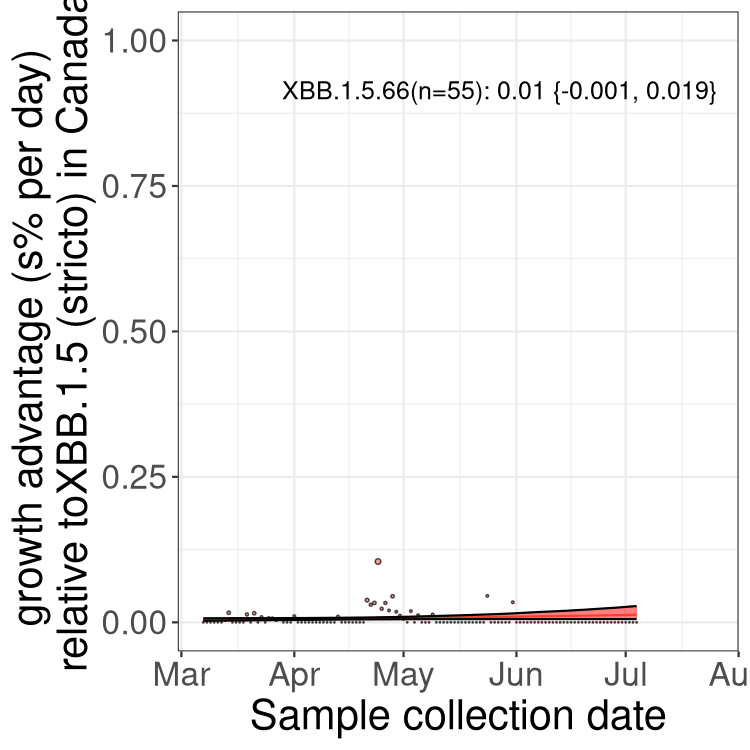 growth advantage (s% per day)
relative toXBB.1.5 (stricto) in Canada
1.00
0.75
0.50
0.25
0.00
XBB.1.5.66(n=55): 0.01 {-0.001, 0.019}
Mar Apr May Jun Jul Au
Sample collection date